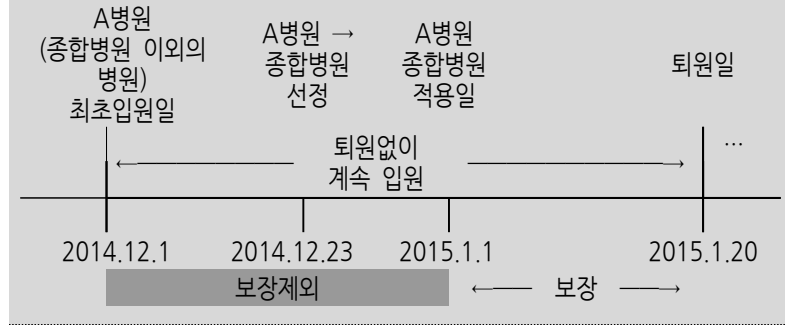 A병원
(종합병원 이외의
병원)
최초입원일
A병원 →
종합병원
선정
A병원
종합병원
적용일
퇴원일
…
← 퇴원없이 →
계속 입원
2014.12.1
2014.12.23
2015.1.1
2015.1.20
보장제외
← 보장 →